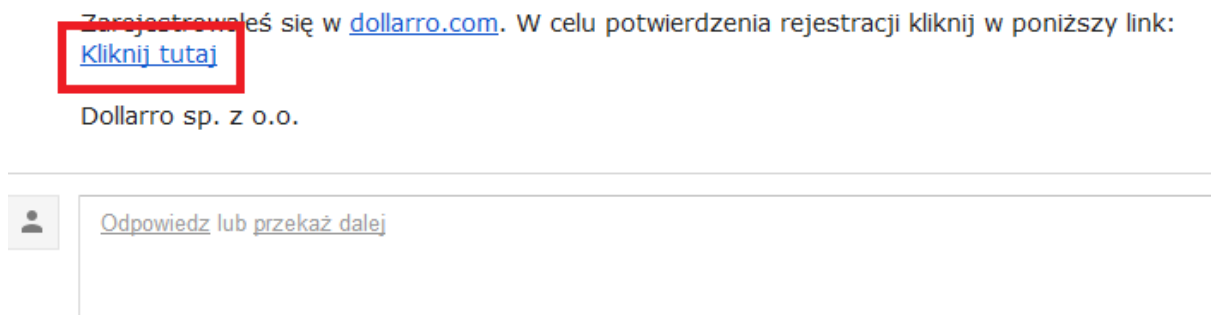 Zarejestrowałeś się w dollarro.com. W celu potwierdzenia rejestracji kliknij w poniższy link:
Kliknij tutaj
Dollarro sp. z o.o.
Odpowiedz lub przekaż dalej